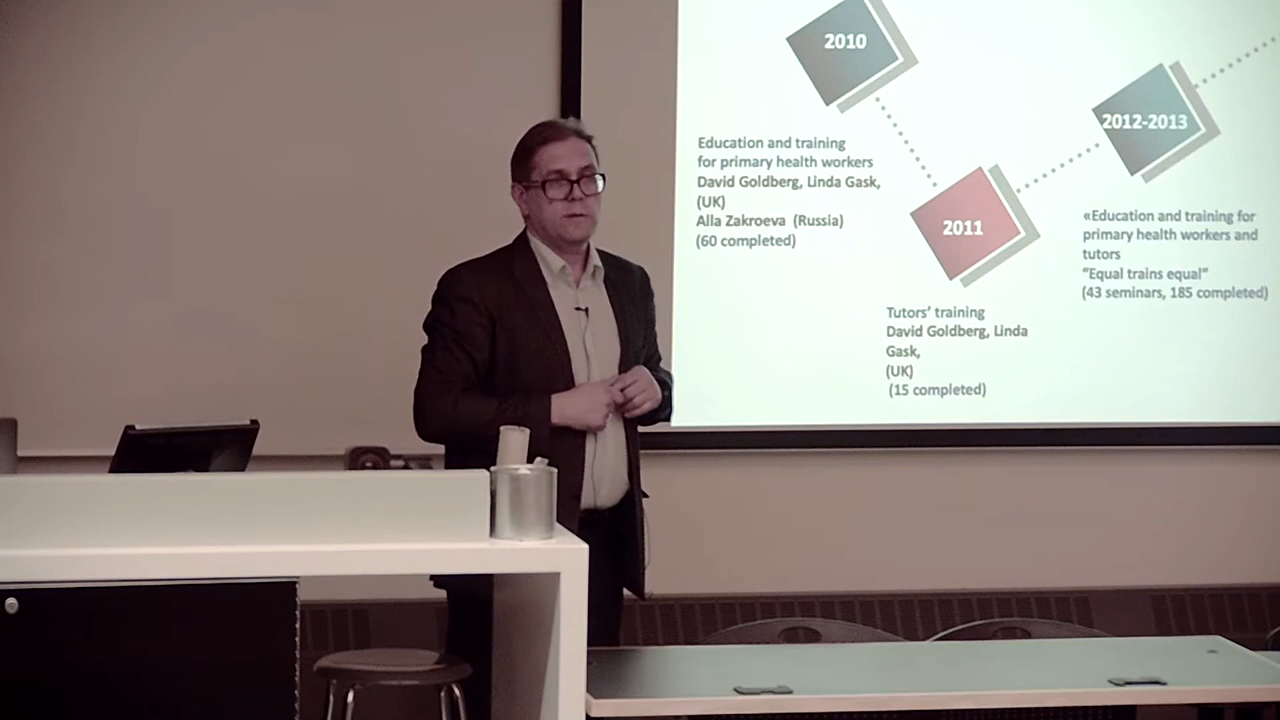 2010
Education and training
for primary health workers
David Goldberg, Linda Gask,
(UK)
Alla Zakroeva (Russia)
(60 completed)
2011
Tutors’ training
David Goldberg, Linda
Gask,
(UK)
(15 completed)
2012-2013
«Education and training for
primary health workers and
tutors
“Equal trains equal”
(43 seminars, 185 completed)